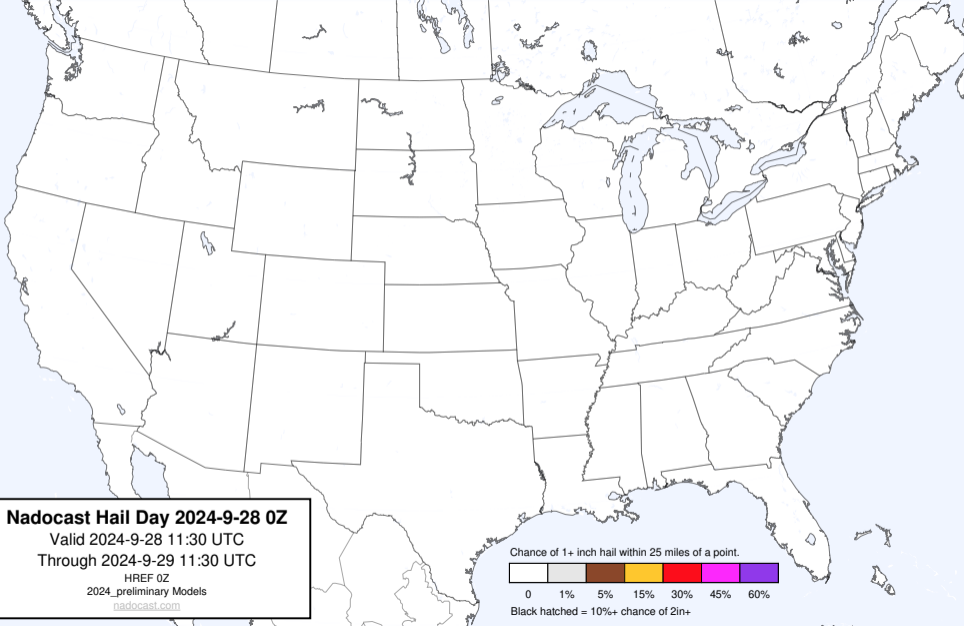 Nadocast Hail Day 2024-9-28 0Z
Valid 2024-9-28 11:30 UTC
Through 2024-9-29 11:30 UTC
HREF 0Z
2024_preliminary Models
nadocast.com
Chance of 1+ inch hail within 25 miles of a point.
0 1% 5% 15% 30% 45% 60%
Black hatched = 10%+ chance of 2in+